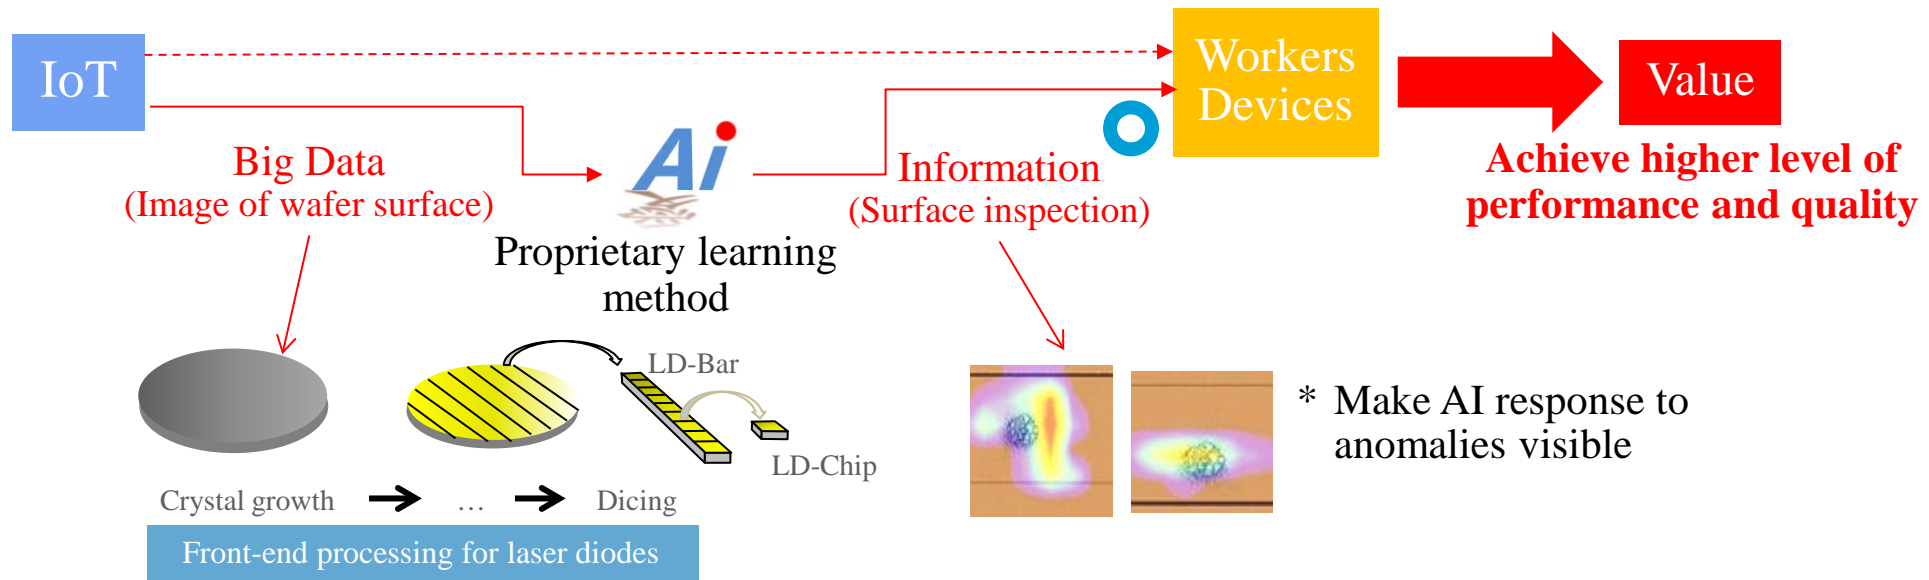 IoT
Workers
Devices
Value
Big Data
(Image of wafer surface)
Ai
Proprietary learning
method
Information
(Surface inspection)
Achieve higher level of
performance and quality
LD-Bar
LD-Chip
Crystal growth
…
Dicing
Front-end processing for laser diodes
* Make AI response to
anomalies visible